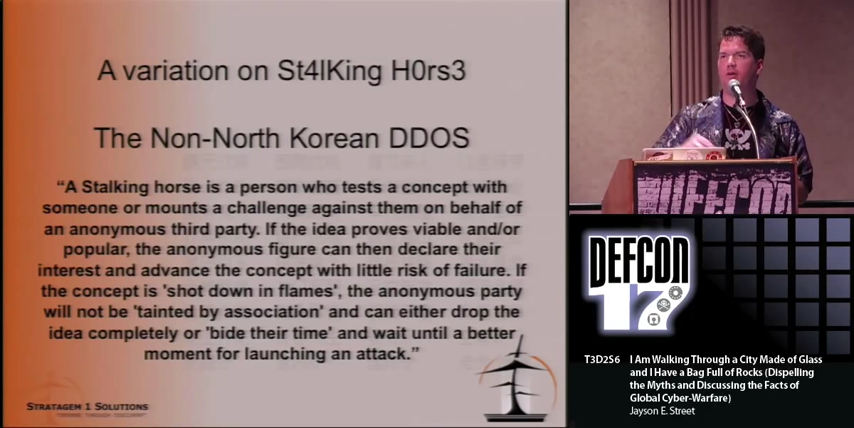 A variation on St4lKing H0rs3
The Non-North Korean DDOS
“A Stalking horse is a person who tests a concept with
someone or mounts a challenge against them on behalf of
an anonymous third party. If the idea proves viable and/or
popular, the anonymous figure can then declare their
interest and advance the concept with little risk of failure. If
the concept is 'shot down in flames', the anonymous party
will not be 'tainted by association' and can either drop the
idea completely or 'bide their time' and wait until a better
moment for launching an attack.”
STRATAGEM 1 SOLUTIONS
DEFCON
DEFCON
17
T3D2S6 I Am Walking Through a City Made of Glass
and I Have a Bag Full of Rocks (Dispelling
the Myths and Discussing the Facts of
Global Cyber-Warfare)
Jayson E. Street